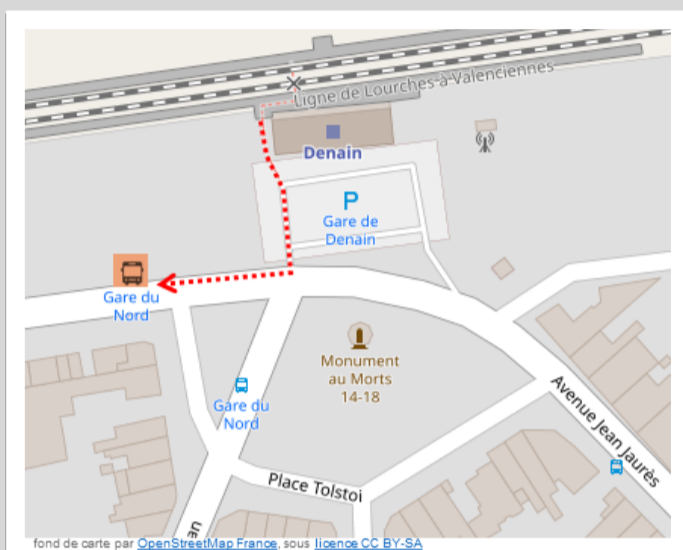 Ligne de Lourches à Valenciennes
Denain
P
Gare de
Denain
Gare du
Nord
Monument
au Morts
14-18
Gare du
Nord
Avenue Jean Jaurès
Place Tolstoi
fond de carte par OpenStreetMap France, sous licence CC BY-SA